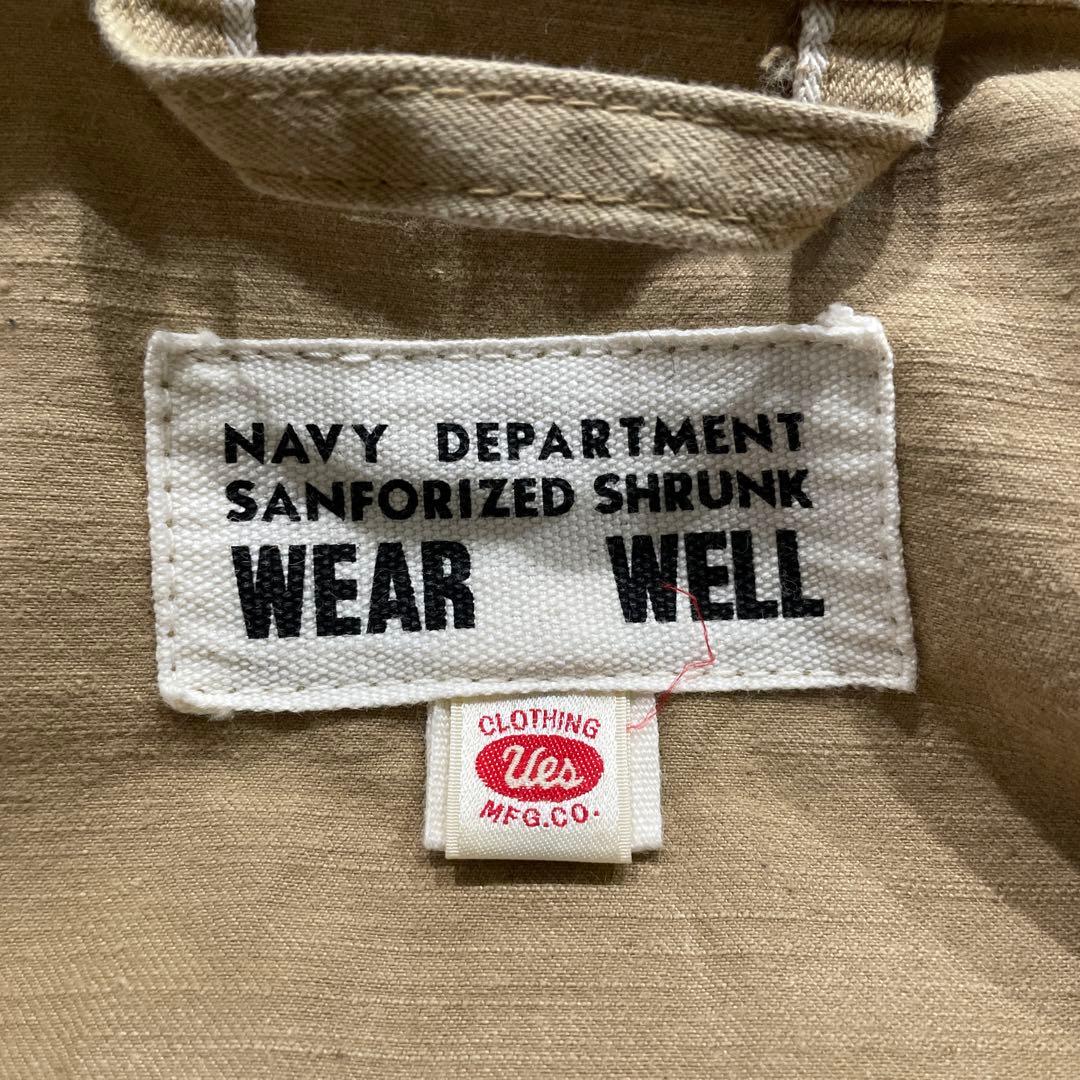 NAVY DEPARTMENT
SANFORIZED SHRUNK
WEAR WELL
CLOTHING
Ues
MFG.CO.